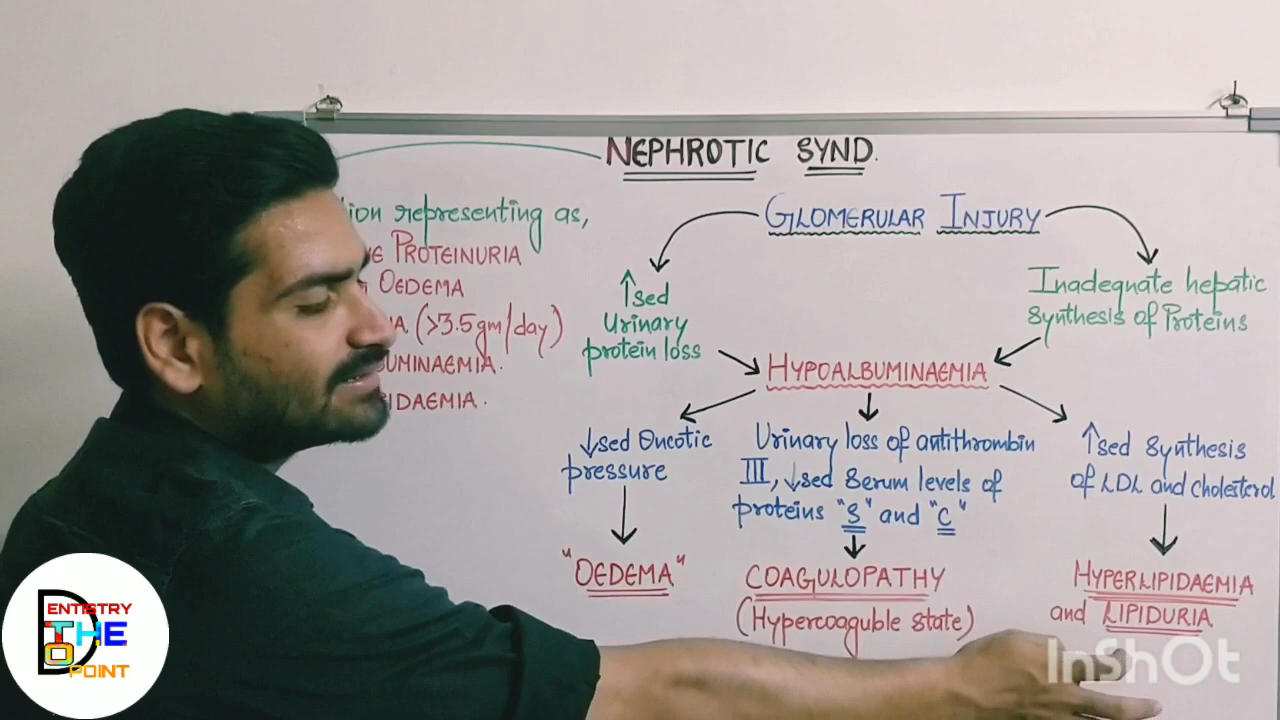 NEPHROTIC SYND.
tion representing as,
PROTEINURIA
OEDEMA
(>3.5gm/day)
UMINAEMIA.
IDAEMIA.
GLOMERULAR INJURY
↑sed
Urinary
protein loss
Inadequate hepatic
synthesis of Proteins
HYPOALBUMINAEMIA
↓sed Oncotic
pressure
"OEDEMA"
Urinary loss of antithrombin
III, ↓sed Serum levels of
proteins "S" and "C"
COAGULOPATHY
(Hypercoaguble state)
↑sed synthesis
of LDL and cholesterol
HYPERLIPIDAEMIA
and LIPIDURIA
DENTISTRY
THE
TO
POINT
InShOt